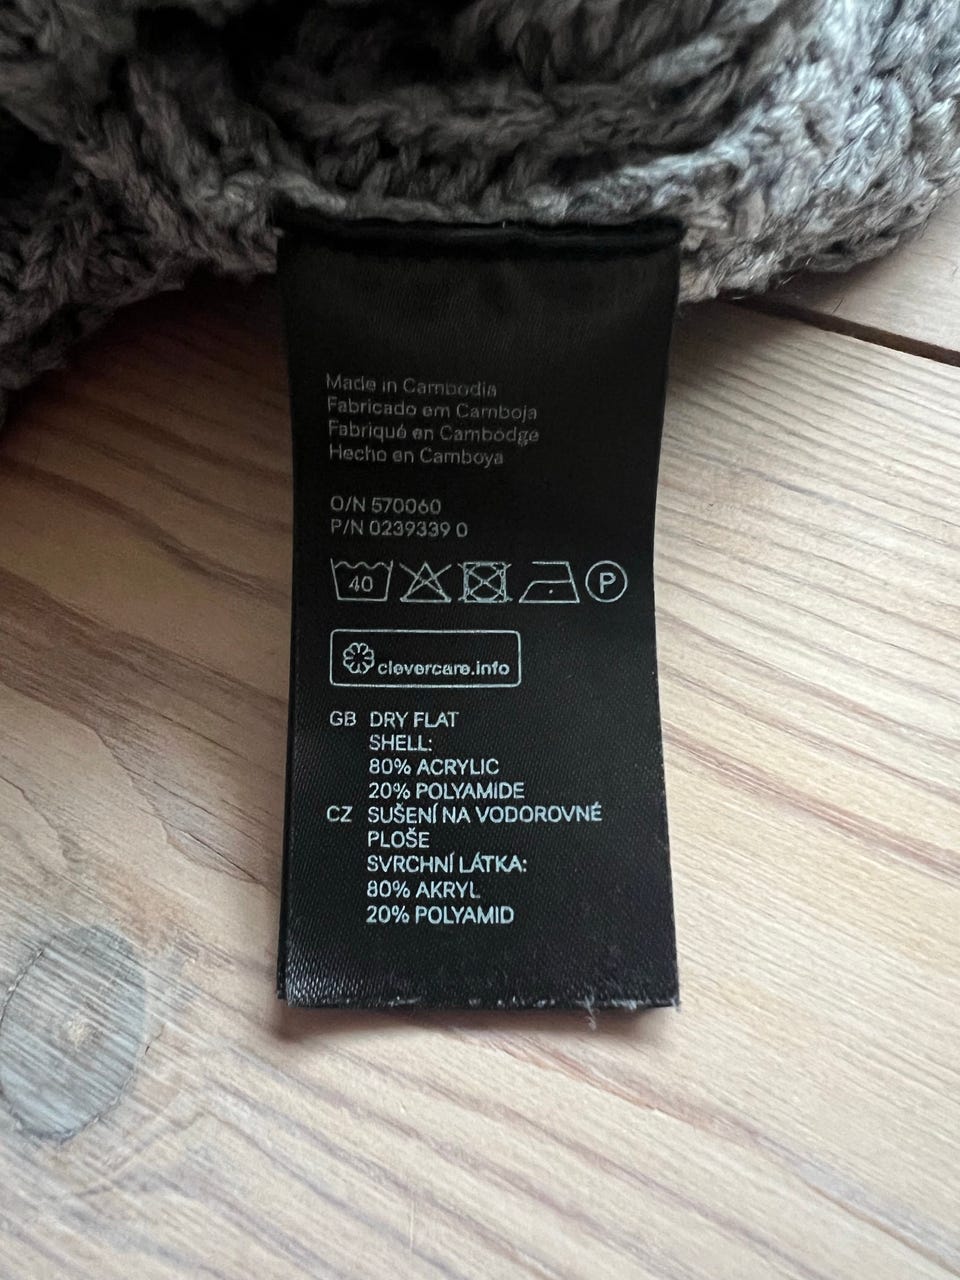 Made in Cambodia
Fabricado em Camboja
Fabriqué en Cambodge
Hecho en Camboya
O/N 570060
P/N 0239339 0
40 P
clevercare.info
GB DRY FLAT
SHELL:
80% ACRYLIC
20% POLYAMIDE
CZ SUŠENÍ NA VODOROVNÉ
PLOŠE
SVRCHNÍ LÁTKA:
80% AKRYL
20% POLYAMID